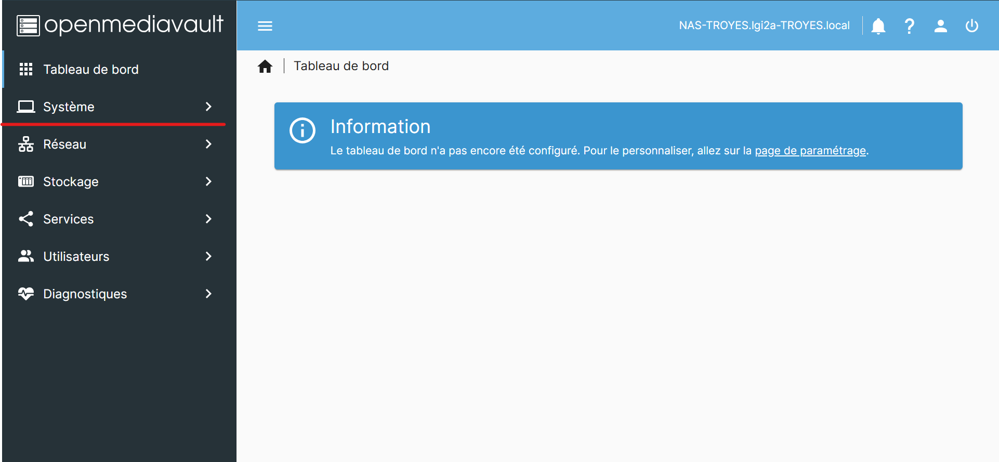 openmediavault
NAS-TROYES.lgi2a-TROYES.local
Tableau de bord
Système
Réseau
Stockage
Services
Utilisateurs
Diagnostiques
Tableau de bord
Information
Le tableau de bord n'a pas encore été configuré. Pour le personnaliser, allez sur la page de paramétrage.